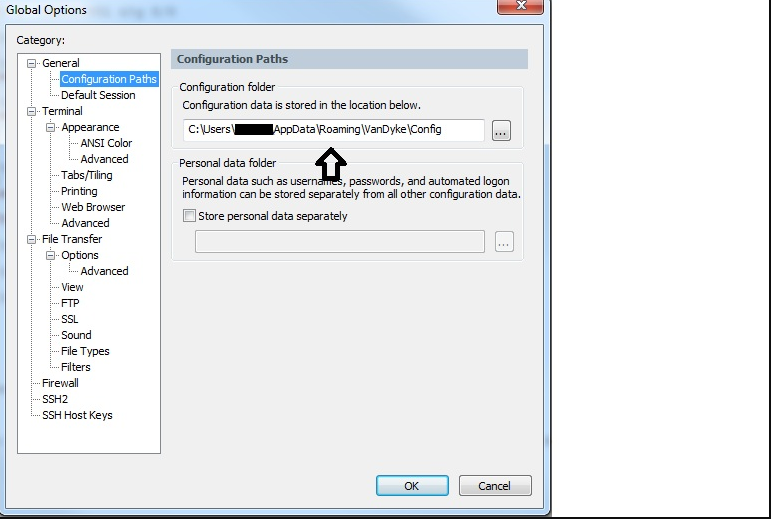 Global Options
Category:
General
Configuration Paths
Default Session
Terminal
Appearance
ANSI Color
Advanced
Tabs/Tiling
Printing
Web Browser
Advanced
File Transfer
Options
Advanced
View
FTP
SSL
Sound
File Types
Filters
Firewall
SSH2
SSH Host Keys
Configuration Paths
Configuration folder
Configuration data is stored in the location below.
C:\Users\ AppData\Roaming\VanDyke\Config
...
Personal data folder
Personal data such as usernames, passwords, and automated logon
information can be stored separately from all other configuration data.
Store personal data separately
...
OK
Cancel